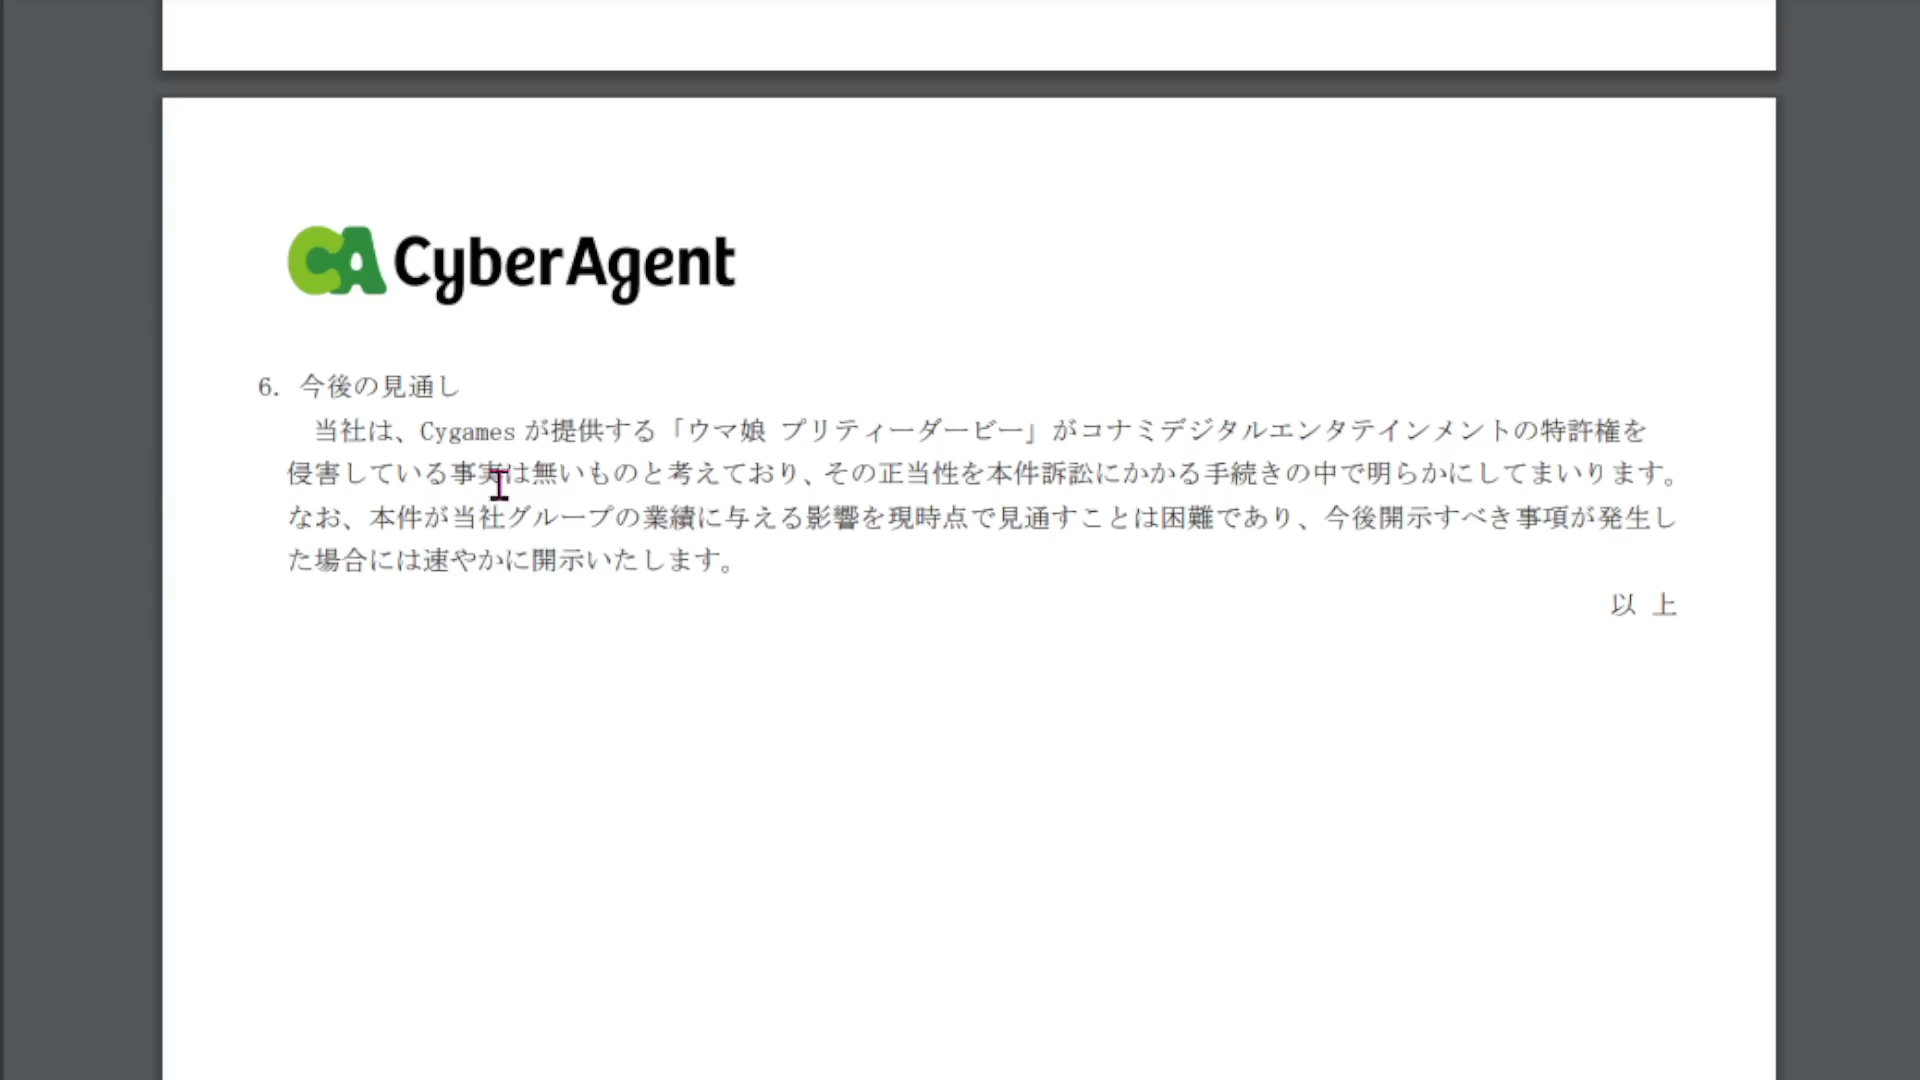 CA CyberAgent
6. 今後の見通し
当社は、Cygames が提供する「ウマ娘 プリティーダービー」がコナミデジタルエンタテインメントの特許権を
侵害している事実は無いものと考えており、その正当性を本件訴訟にかかる手続きの中で明らかにしてまいります。
なお、本件が当社グループの業績に与える影響を現時点で見通すことは困難であり、今後開示すべき事項が発生し
た場合には速やかに開示いたします。
以 上